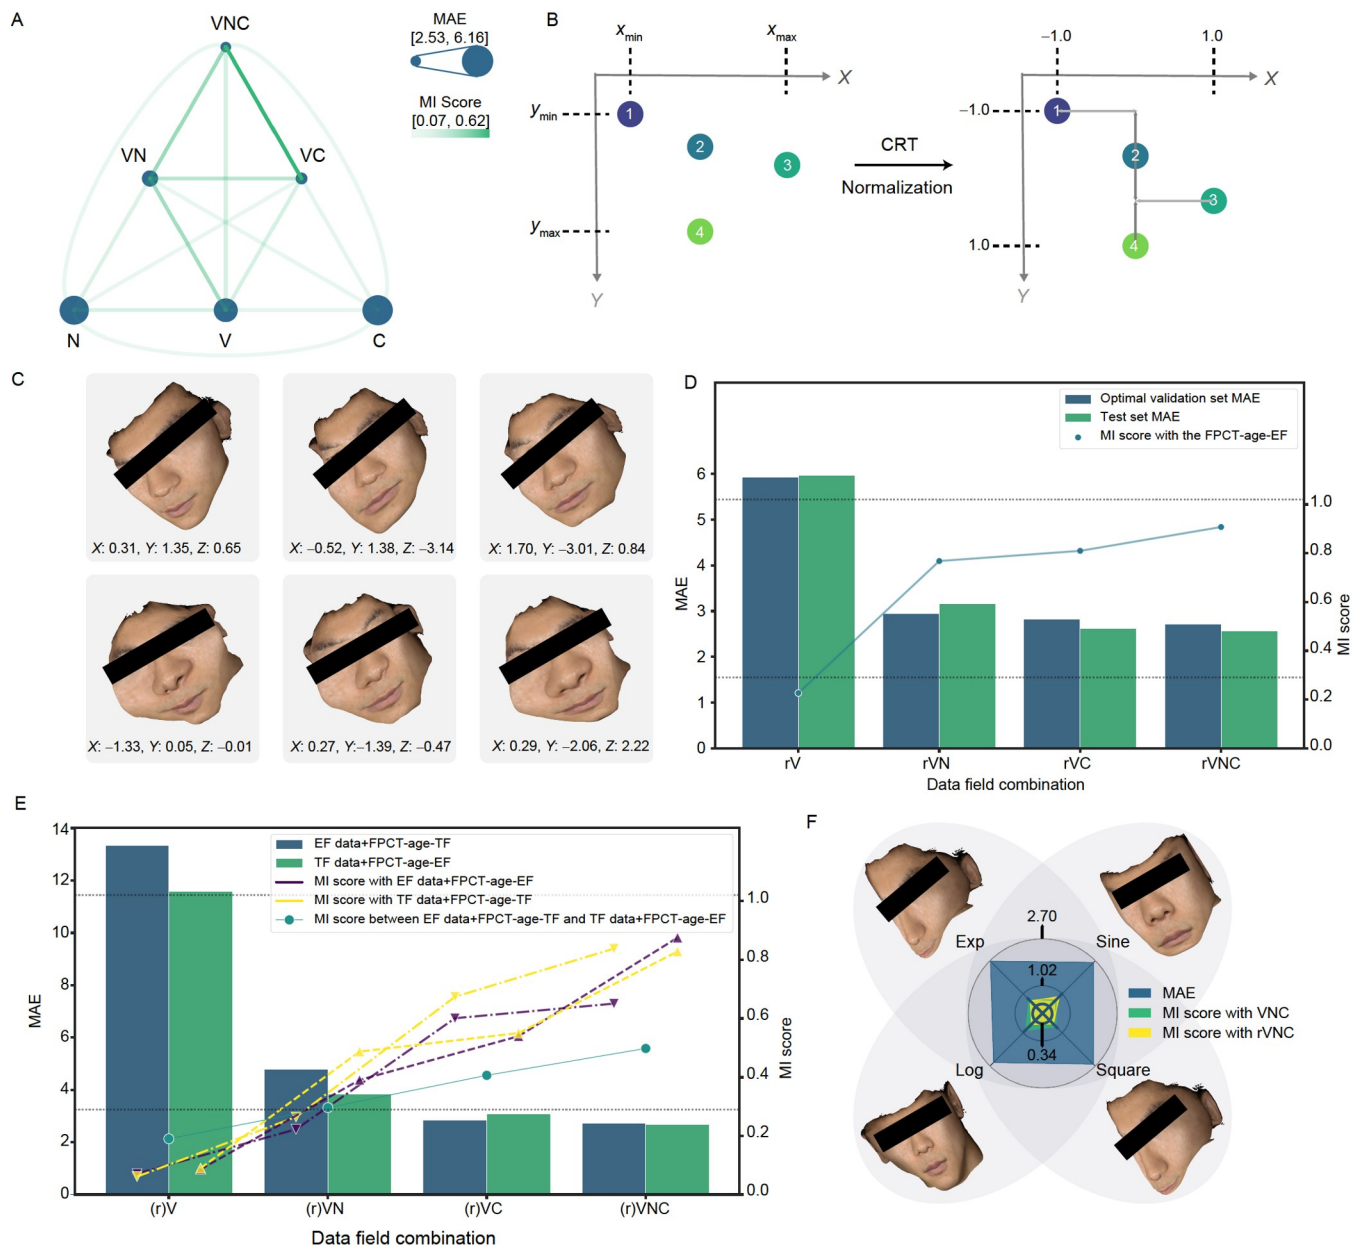 A
VNC
MAE
[2.53, 6.16]
MI Score
[0.07, 0.62]
VN
VC
N
V
C
B
xmin
xmax
X
ymin
1
2
3
ymax
4
Y
CRT
Normalization
−1.0
1.0
X
−1.0
1
2
3
1.0
4
Y
C
X: 0.31, Y: 1.35, Z: 0.65
X: −0.52, Y: 1.38, Z: −3.14
X: 1.70, Y: −3.01, Z: 0.84
X: −1.33, Y: 0.05, Z: −0.01
X: 0.27, Y:−1.39, Z: −0.47
X: 0.29, Y: −2.06, Z: 2.22
D
Optimal validation set MAE
Test set MAE
MI score with the FPCT-age-EF
6
5
4
3
2
1
0
MAE
1.0
0.8
0.6
0.4
0.2
0.0
MI score
rV
rVN
rVC
rVNC
Data field combination
E
14
12
10
8
6
4
2
0
MAE
EF data+FPCT-age-TF
TF data+FPCT-age-EF
MI score with EF data+FPCT-age-EF
MI score with TF data+FPCT-age-TF
MI score between EF data+FPCT-age-TF and TF data+FPCT-age-EF
1.0
0.8
0.6
0.4
0.2
0.0
MI score
(r)V
(r)VN
(r)VC
(r)VNC
Data field combination
F
2.70
Exp
Sine
1.02
MAE
MI score with VNC
MI score with rVNC
0.34
Log
Square